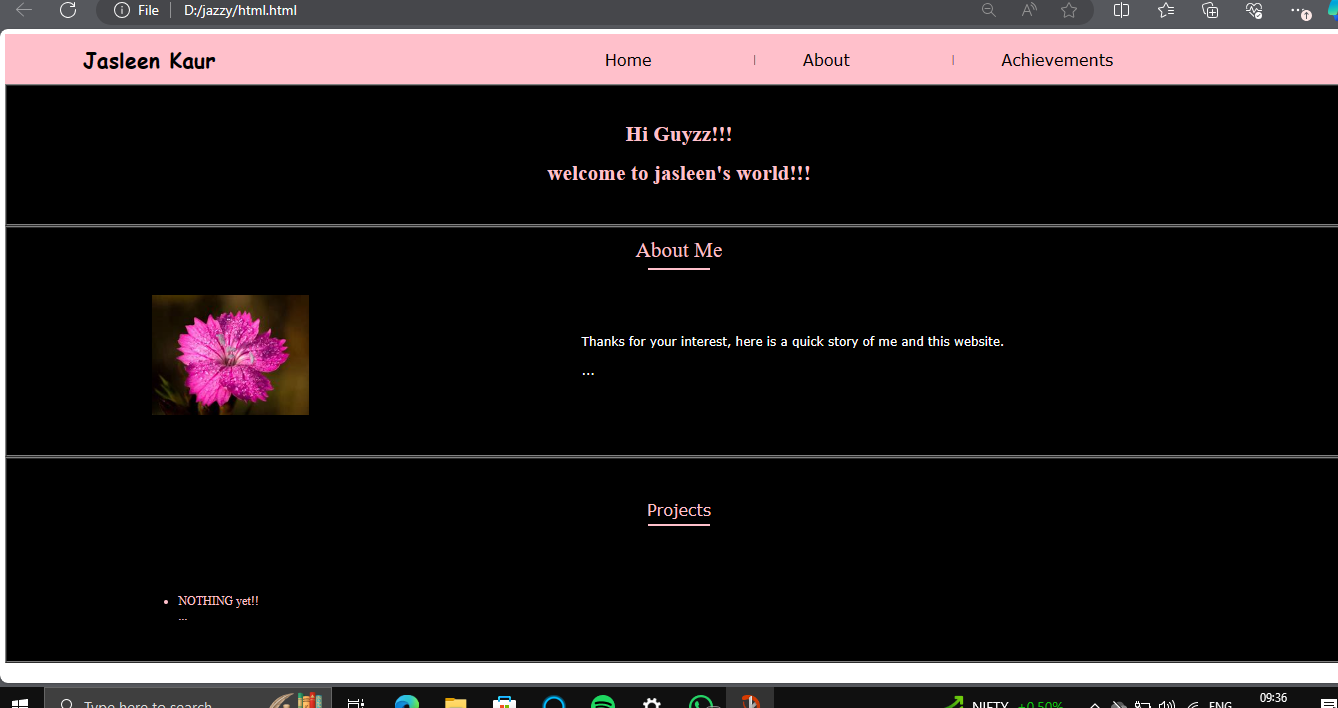 File D:/jazzy/html.html
Jasleen Kaur Home | About | Achievements
Hi Guyzz!!!
welcome to jasleen's world!!!
About Me
Thanks for your interest, here is a quick story of me and this website.
...
Projects
• NOTHING yet!!
...
Type here to search NIFTY +0.50% ENG 09:36